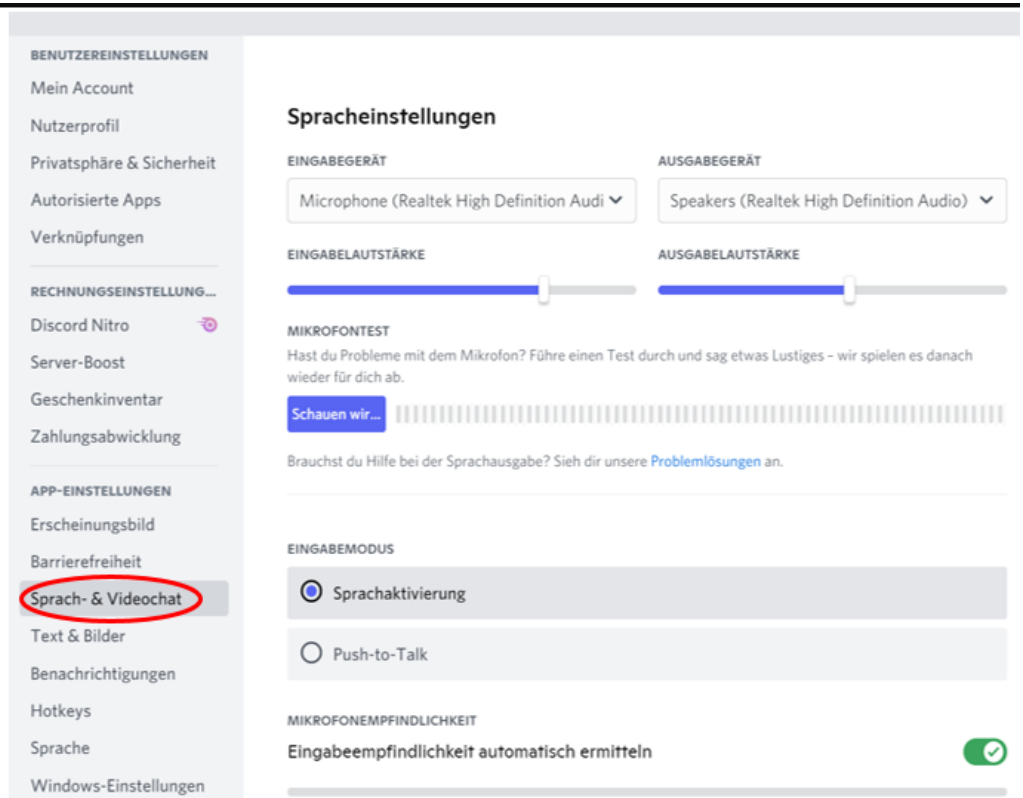 BENUTZEREINSTELLUNGEN
Mein Account
Nutzerprofil
Privatsphäre & Sicherheit
Autorisierte Apps
Verknüpfungen
RECHNUNGSEINSTELLUNG...
Discord Nitro
Server-Boost
Geschenkinventar
Zahlungsabwicklung
APP-EINSTELLUNGEN
Erscheinungsbild
Barrierefreiheit
Sprach- & Videochat
Text & Bilder
Benachrichtigungen
Hotkeys
Sprache
Windows-Einstellungen
Spracheinstellungen
EINGABEGERÄT
Microphone (Realtek High Definition Audi
AUSGABEGERÄT
Speakers (Realtek High Definition Audio)
EINGABELAUTSTÄRKE
AUSGABELAUTSTÄRKE
MIKROFONTEST
Hast du Probleme mit dem Mikrofon? Führe einen Test durch und sag etwas Lustiges – wir spielen es danach
wieder für dich ab.
Schauen wir...
Brauchst du Hilfe bei der Sprachausgabe? Sieh dir unsere Problemlösungen an.
EINGABEMODUS
Sprachaktivierung
Push-to-Talk
MIKROFONEMPFINDLICHKEIT
Eingabeempfindlichkeit automatisch ermitteln